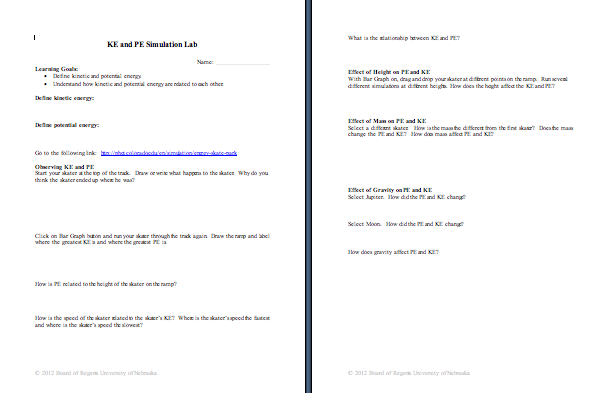 KE and PE Simulation Lab
Name: ___________________
Learning Goals:
• Define kinetic and potential energy
• Understand how kinetic and potential energy are related to each other.
Define kinetic energy:
Define potential energy:
Go to the following link: http://phet.colorado.edu/en/simulation/energy-skate-park
Observing KE and PE
Start your skater at the top of the track. Draw or write what happens to the skater. Why do you
think the skater ended up where he was?
Click on Bar Graph button and run your skater through the track again. Draw the ramp and label
where the greatest KE is and where the greatest PE is.
How is PE related to the height of the skater on the ramp?
How is the speed of the skater related to the skater's KE? Where is the skater's speed the fastest
and where is the skater's speed the slowest?
© 2012 Board of Regents University of Nebraska
What is the relationship between KE and PE?
Effect of Height on PE and KE
With Bar Graph on, drag and drop your skater at different points on the ramp. Run several
different simulations at different heights. How does the height affect the KE and PE?
Effect of Mass on PE and KE
Select a different skater. How is the mass the different from the first skater? Does the mass
change the PE and KE? How does mass affect PE and KE?
Effect of Gravity on PE and KE
Select Jupiter. How did the PE and KE change?
Select Moon. How did the PE and KE change?
How does gravity affect PE and KE?
© 2012 Board of Regents University of Nebraska